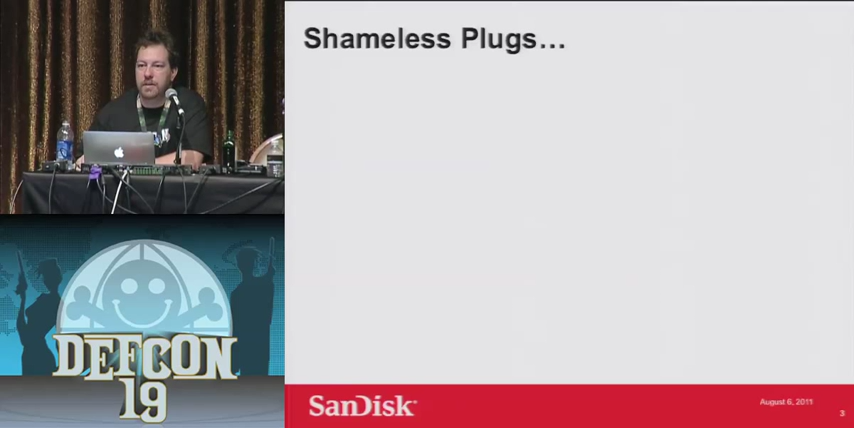 Shameless Plugs...
DEFCON
19
SanDisk
August 6, 2011
3